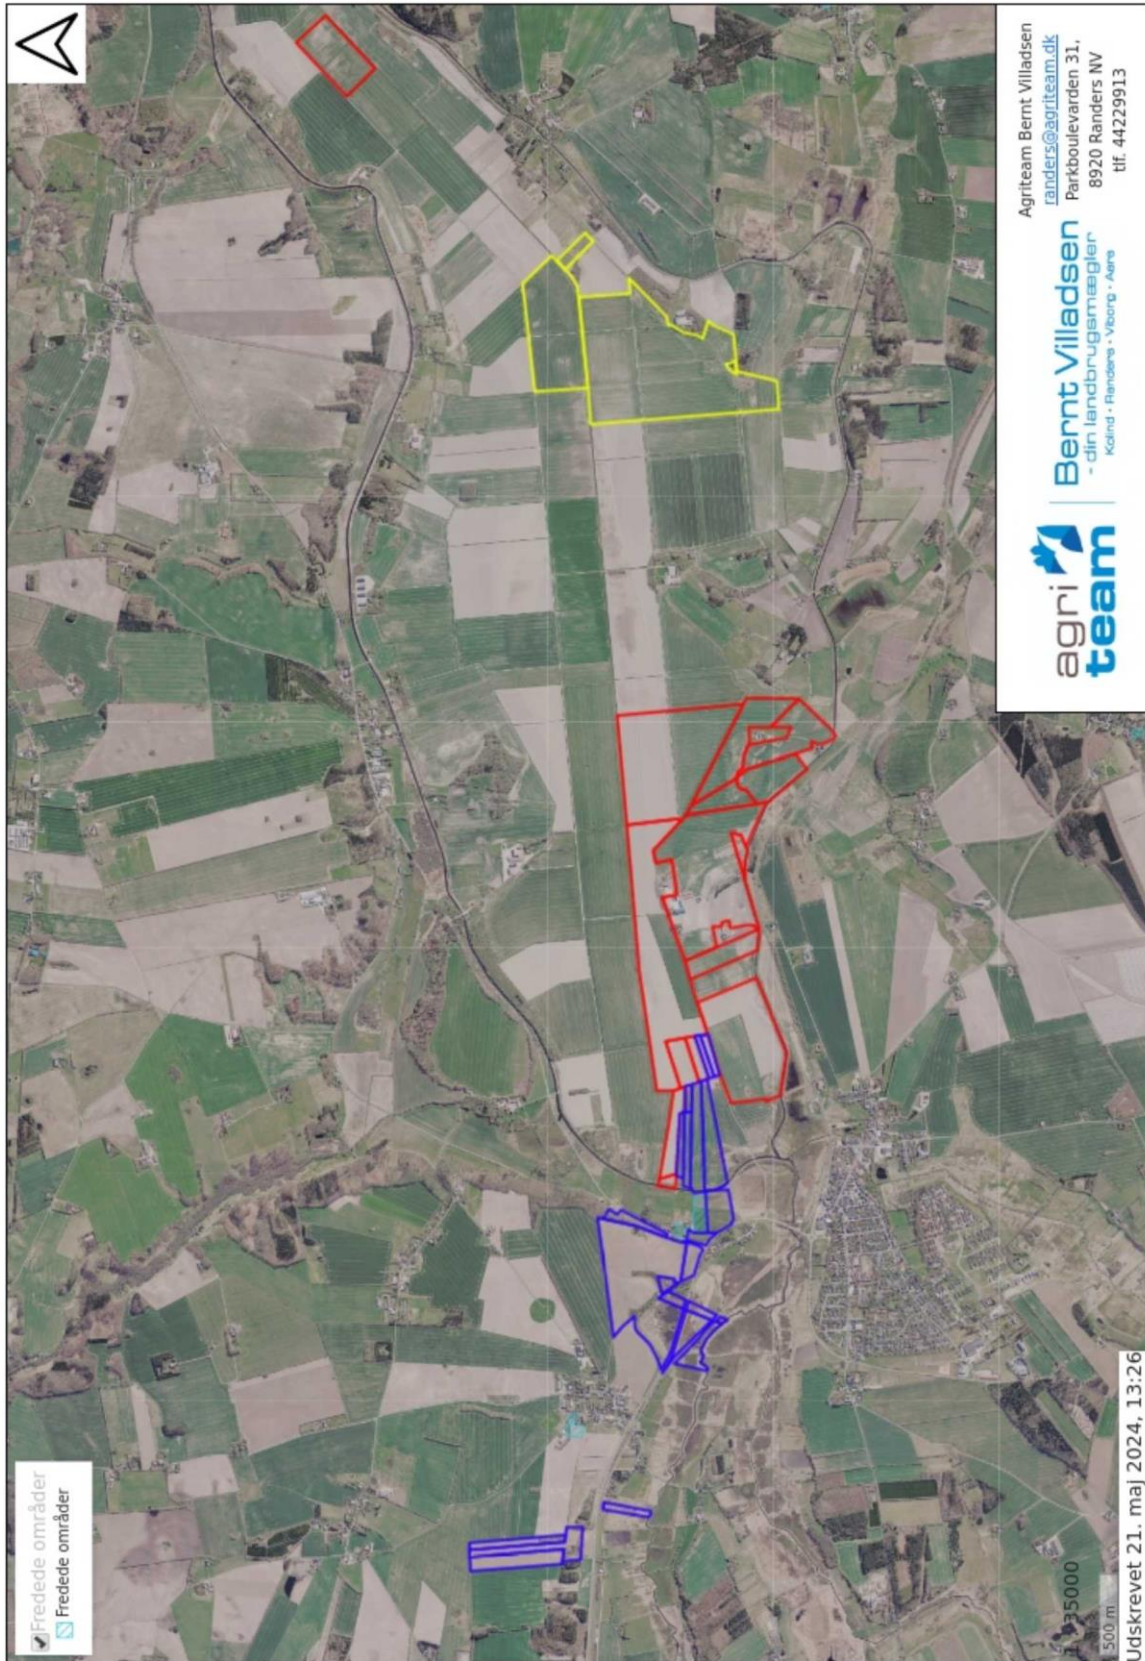 Fredede områder
Fredede områder
Agriteam Bernt Villadsen
randers@agriteam.dk
Parkboulevarden 31,
8920 Randers NV
tlf. 44229913
agri
team
Bernt Villadsen
- din landbrugsmægler
Kolind · Randers · Viborg · Aars
35000
500 m
Udskrevet 21. maj 2024, 13:26